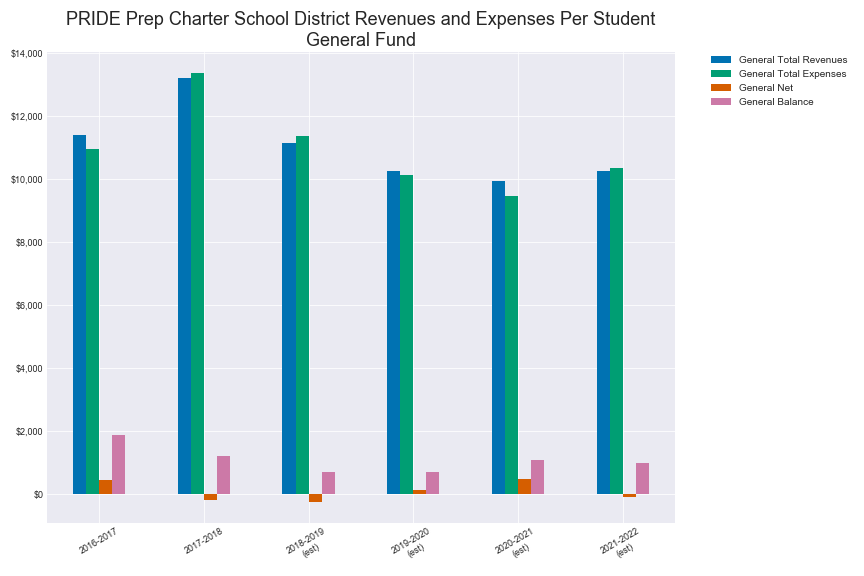 PRIDE Prep Charter School District Revenues and Expenses Per Student
General Fund
General Total Revenues
General Total Expenses
General Net
General Balance
$14,000
$12,000
$10,000
$8,000
$6,000
$4,000
$2,000
$0
2016-2017
2017-2018
2018-2019
(est)
2019-2020
(est)
2020-2021
(est)
2021-2022
(est)